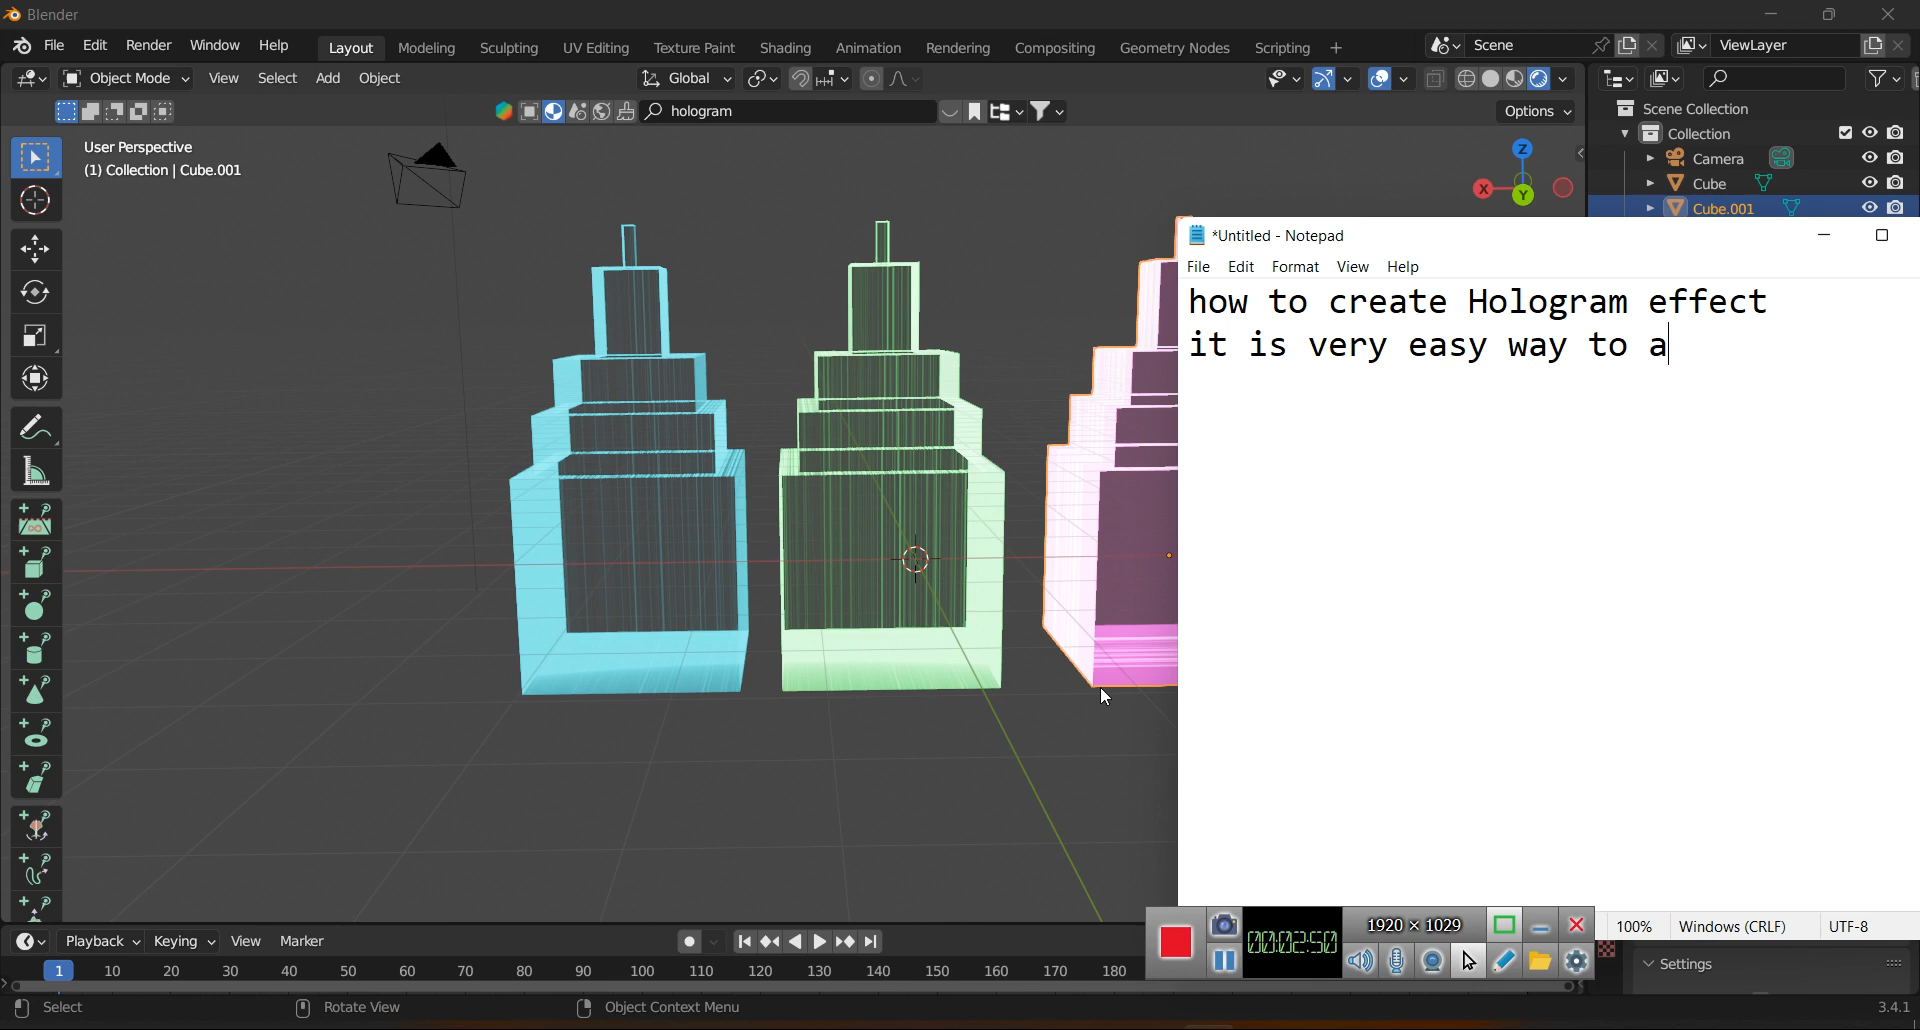 Blender
File Edit Render Window Help Layout Modeling Sculpting UV Editing Texture Paint Shading Animation Rendering Compositing Geometry Nodes Scripting + Scene ViewLayer
Object Mode View Select Add Object Global
hologram Options
Scene Collection
Collection
Camera
Cube
Cube.001
User Perspective
(1) Collection | Cube.001
Z
X
Y
*Untitled - Notepad
File Edit Format View Help
how to create Hologram effect
it is very easy way to a
100% Windows (CRLF) UTF-8
1920 × 1029
00:02:50
Settings
Playback Keying View Marker
1 10 20 30 40 50 60 70 80 90 100 110 120 130 140 150 160 170 180
Select Rotate View Object Context Menu 3.4.1